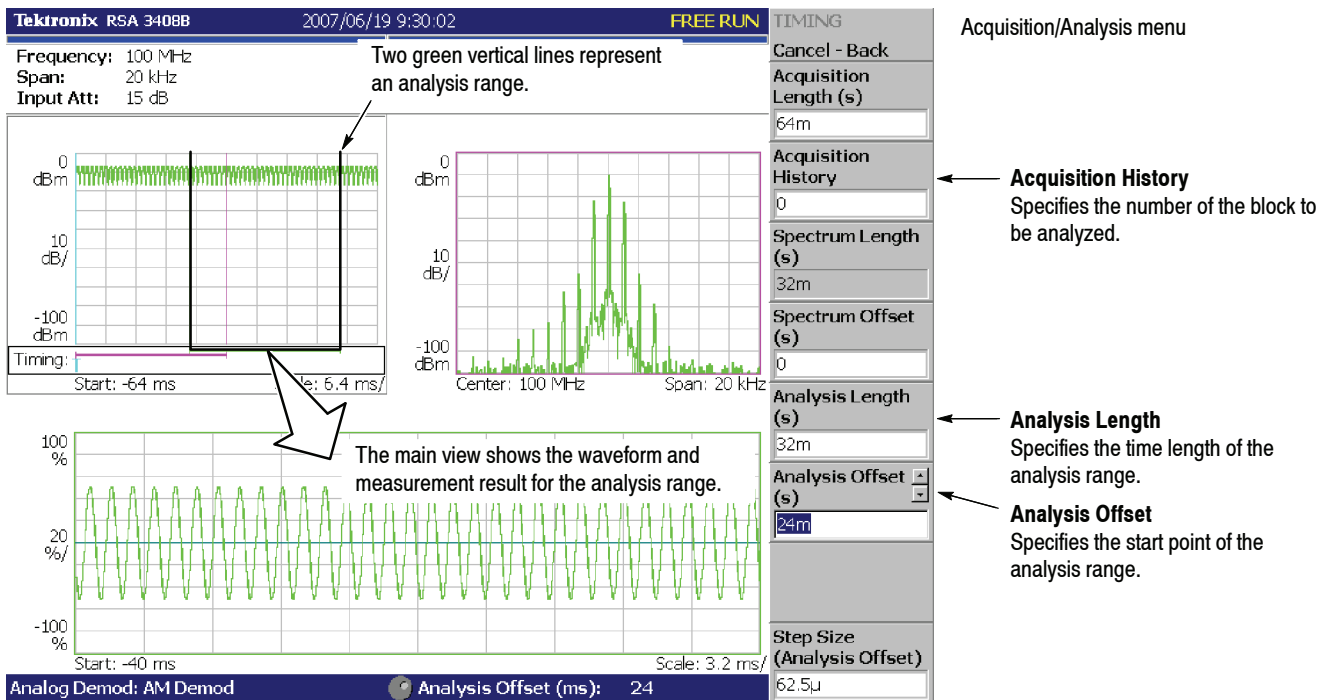 Tektronix RSA 3408B 2007/06/19 9:30:02 FREE RUN
Frequency: 100 MHz
Span: 20 kHz
Input Att: 15 dB
Two green vertical lines represent
an analysis range.
0
dBm
10
dB/
-100
dBm
Timing:
Start: -64 ms
: 6.4 ms/
0
dBm
10
dB/
-100
dBm
Center: 100 MHz Span: 20 kHz
The main view shows the waveform and
measurement result for the analysis range.
100
%
20
%/
-100
%
Start: -40 ms Scale: 3.2 ms/
Analog Demod: AM Demod Analysis Offset (ms): 24
TIMING
Cancel - Back
Acquisition
Length (s)
64m
Acquisition
History
0
Spectrum Length
(s)
32m
Spectrum Offset
(s)
0
Analysis Length
(s)
32m
Analysis Offset
(s)
24m
Step Size
(Analysis Offset)
62.5µ
Acquisition/Analysis menu
Acquisition History
Specifies the number of the block to
be analyzed.
Analysis Length
Specifies the time length of the
analysis range.
Analysis Offset
Specifies the start point of the
analysis range.